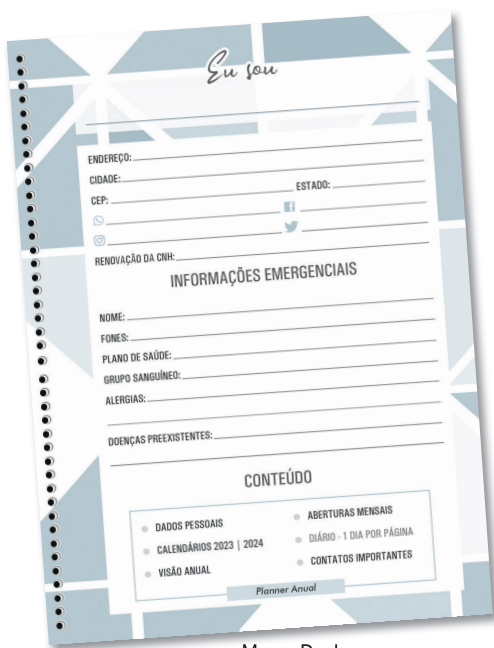 Eu sou
ENDEREÇO:
CIDADE:
CEP: ESTADO:
RENOVAÇÃO DA CNH:
INFORMAÇÕES EMERGENCIAIS
NOME:
FONES:
PLANO DE SAÚDE:
GRUPO SANGUÍNEO:
ALERGIAS:
DOENÇAS PREEXISTENTES:
CONTEÚDO
DADOS PESSOAIS
CALENDÁRIOS 2023 | 2024
VISÃO ANUAL
ABERTURAS MENSAIS
DIÁRIO - 1 DIA POR PÁGINA
CONTATOS IMPORTANTES
Planner Anual